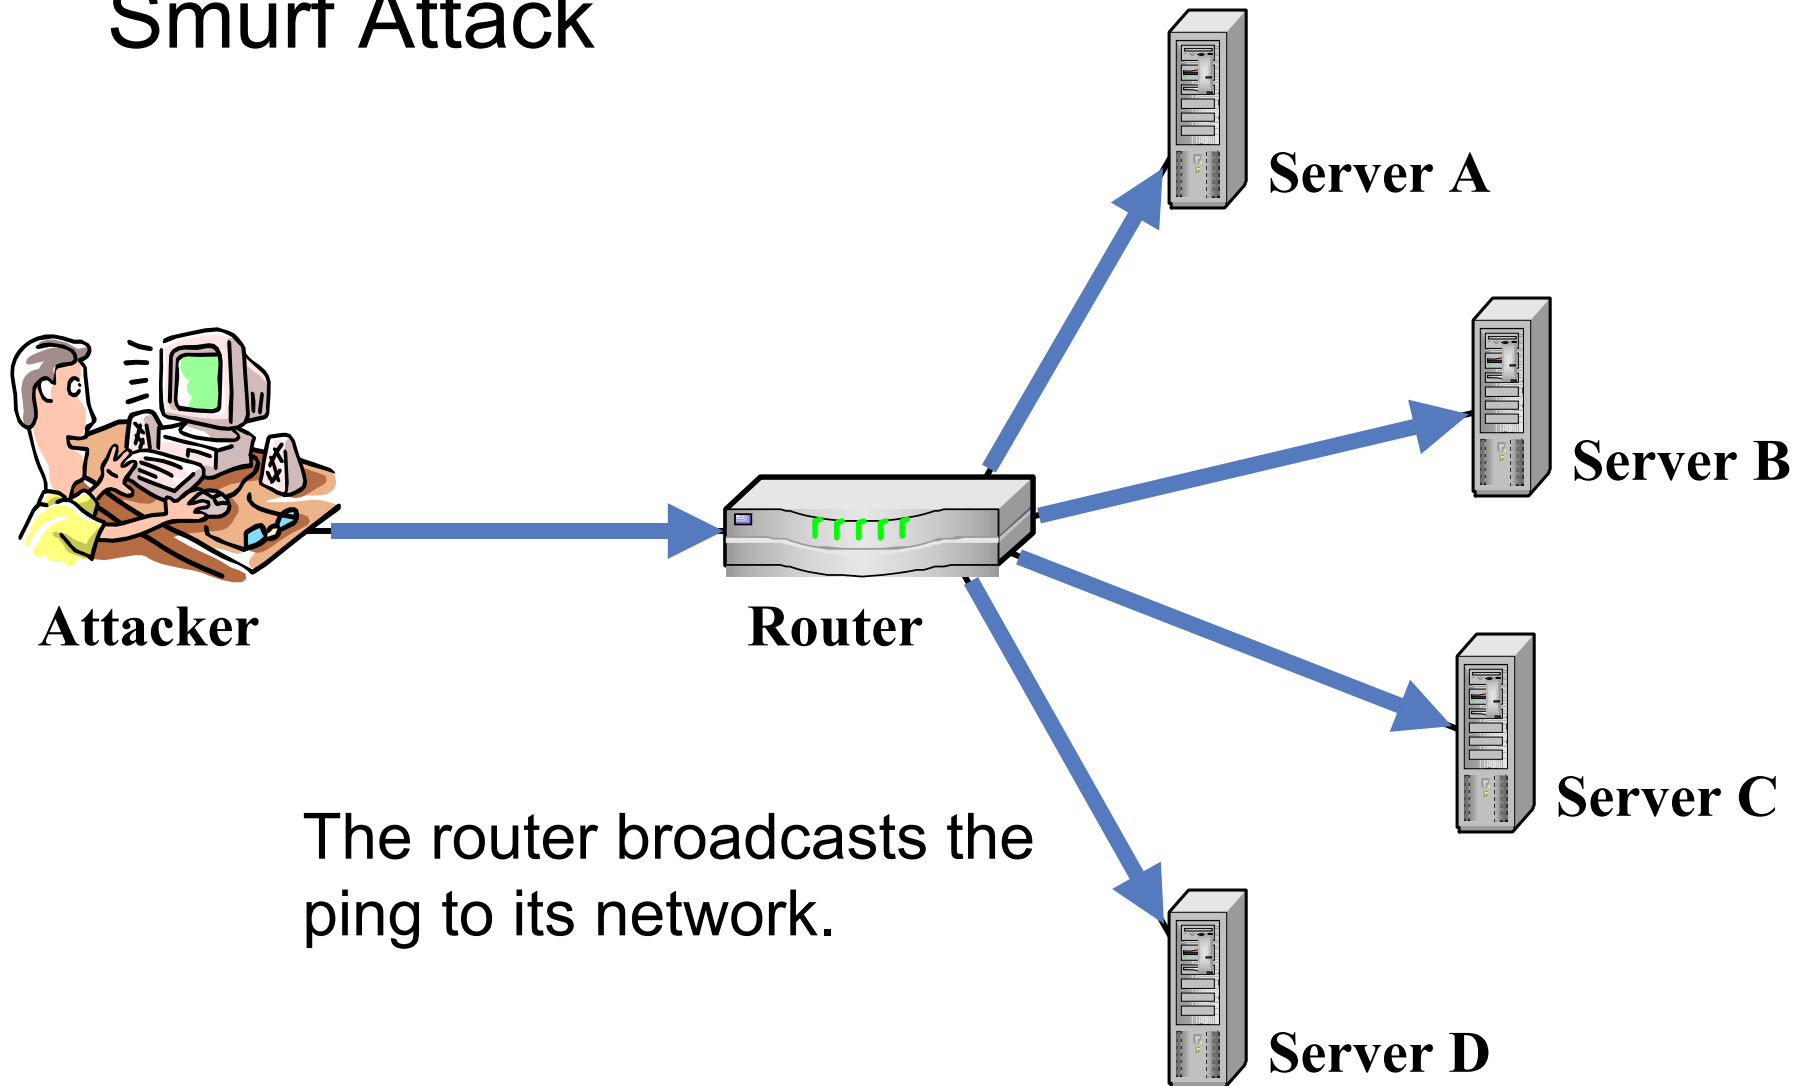 Smurf Attack
Server A
Server B
Attacker
Router
Server C
The router broadcasts the
ping to its network.
Server D